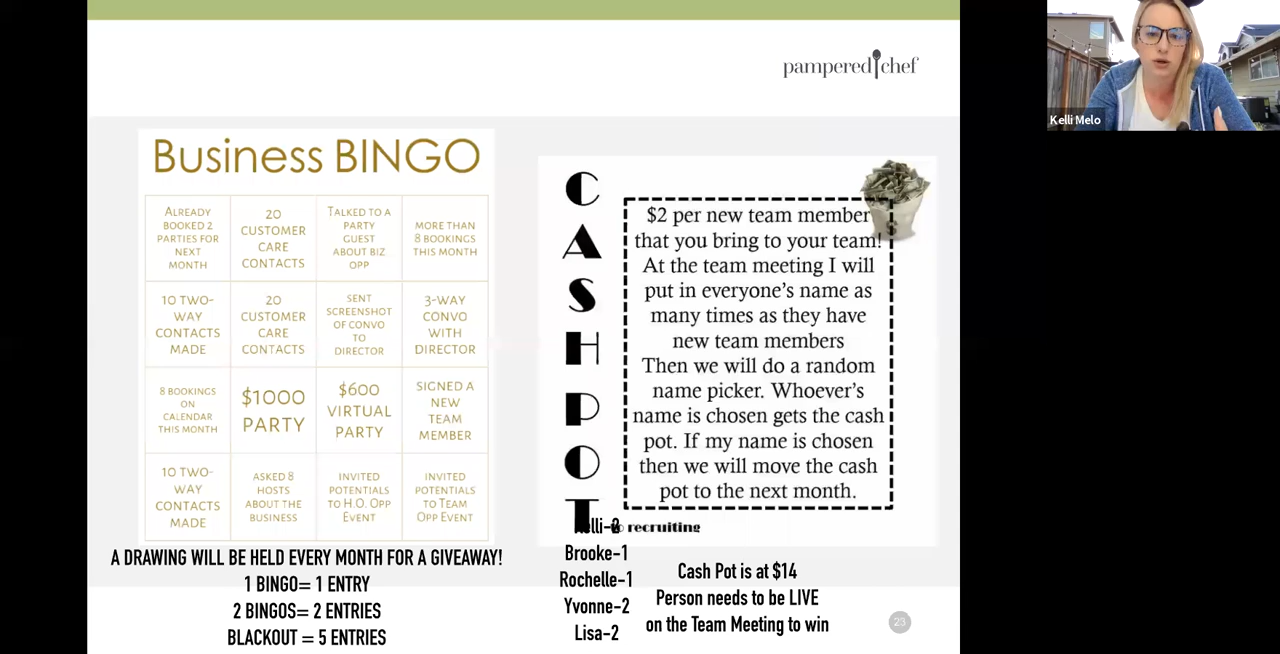 pampered chef
Kelli Melo
Business BINGO
ALREADY
BOOKED 2
PARTIES FOR
NEXT
MONTH
20
CUSTOMER
CARE
CONTACTS
TALKED TO A
PARTY
GUEST
ABOUT BIZ
OPP
MORE THAN
8 BOOKINGS
THIS MONTH
10 TWO-
WAY
CONTACTS
MADE
20
CUSTOMER
CARE
CONTACTS
SENT
SCREENSHOT
OF CONVO
TO
DIRECTOR
3-WAY
CONVO
WITH
DIRECTOR
8 BOOKINGS
ON
CALENDAR
THIS MONTH
$1000
PARTY
$600
VIRTUAL
PARTY
SIGNED A
NEW
TEAM
MEMBER
10 TWO-
WAY
CONTACTS
MADE
ASKED 8
HOSTS
ABOUT THE
BUSINESS
INVITED
POTENTIALS
TO H.O. OPP
EVENT
INVITED
POTENTIALS
TO TEAM
OPP EVENT
A DRAWING WILL BE HELD EVERY MONTH FOR A GIVEAWAY!
1 BINGO= 1 ENTRY
2 BINGOS= 2 ENTRIES
BLACKOUT = 5 ENTRIES
CASH POT
$2 per new team member
that you bring to your team!
At the team meeting I will
put in everyone's name as
many times as they have
new team members
Then we will do a random
name picker. Whoever's
name is chosen gets the cash
pot. If my name is chosen
then we will move the cash
pot to the next month.
recruiting
Brooke-1
Rochelle-1
Yvonne-2
Lisa-2
Cash Pot is at $14
Person needs to be LIVE
on the Team Meeting to win
23